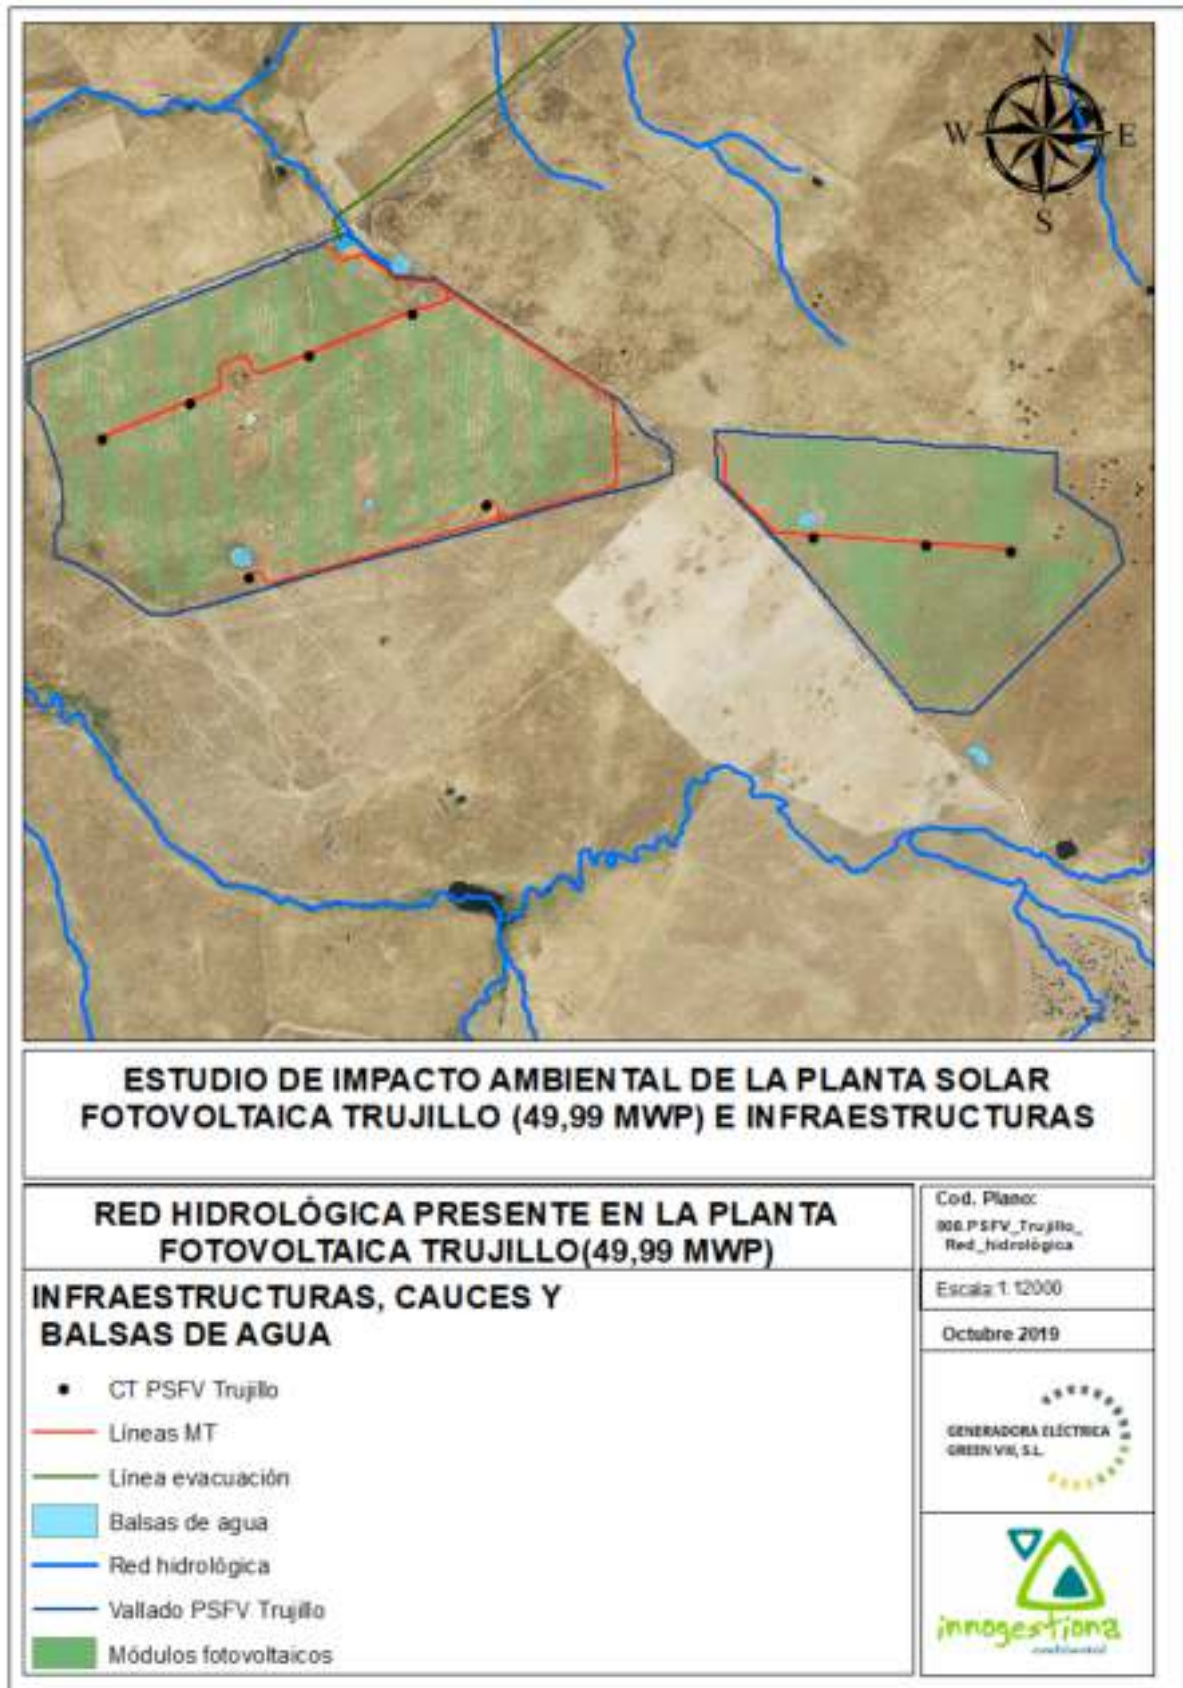 N
W
E
S
ESTUDIO DE IMPACTO AMBIENTAL DE LA PLANTA SOLAR
FOTOVOLTAICA TRUJILLO (49,99 MWP) E INFRAESTRUCTURAS
RED HIDROLÓGICA PRESENTE EN LA PLANTA
FOTOVOLTAICA TRUJILLO(49,99 MWP)
INFRAESTRUCTURAS, CAUCES Y
BALSAS DE AGUA
CT PSFV Trujillo
Líneas MT
Línea evacuación
Balsas de agua
Red hidrológica
Vallado PSFV Trujillo
Módulos fotovoltaicos
Cod. Plano:
PSFV_Trujillo_
Red_hidrológica
Escala:1:12000
Octubre 2019
GENERADORA ELÉCTRICA
GREEN VIII, S.L.
innogestiona
ambiental